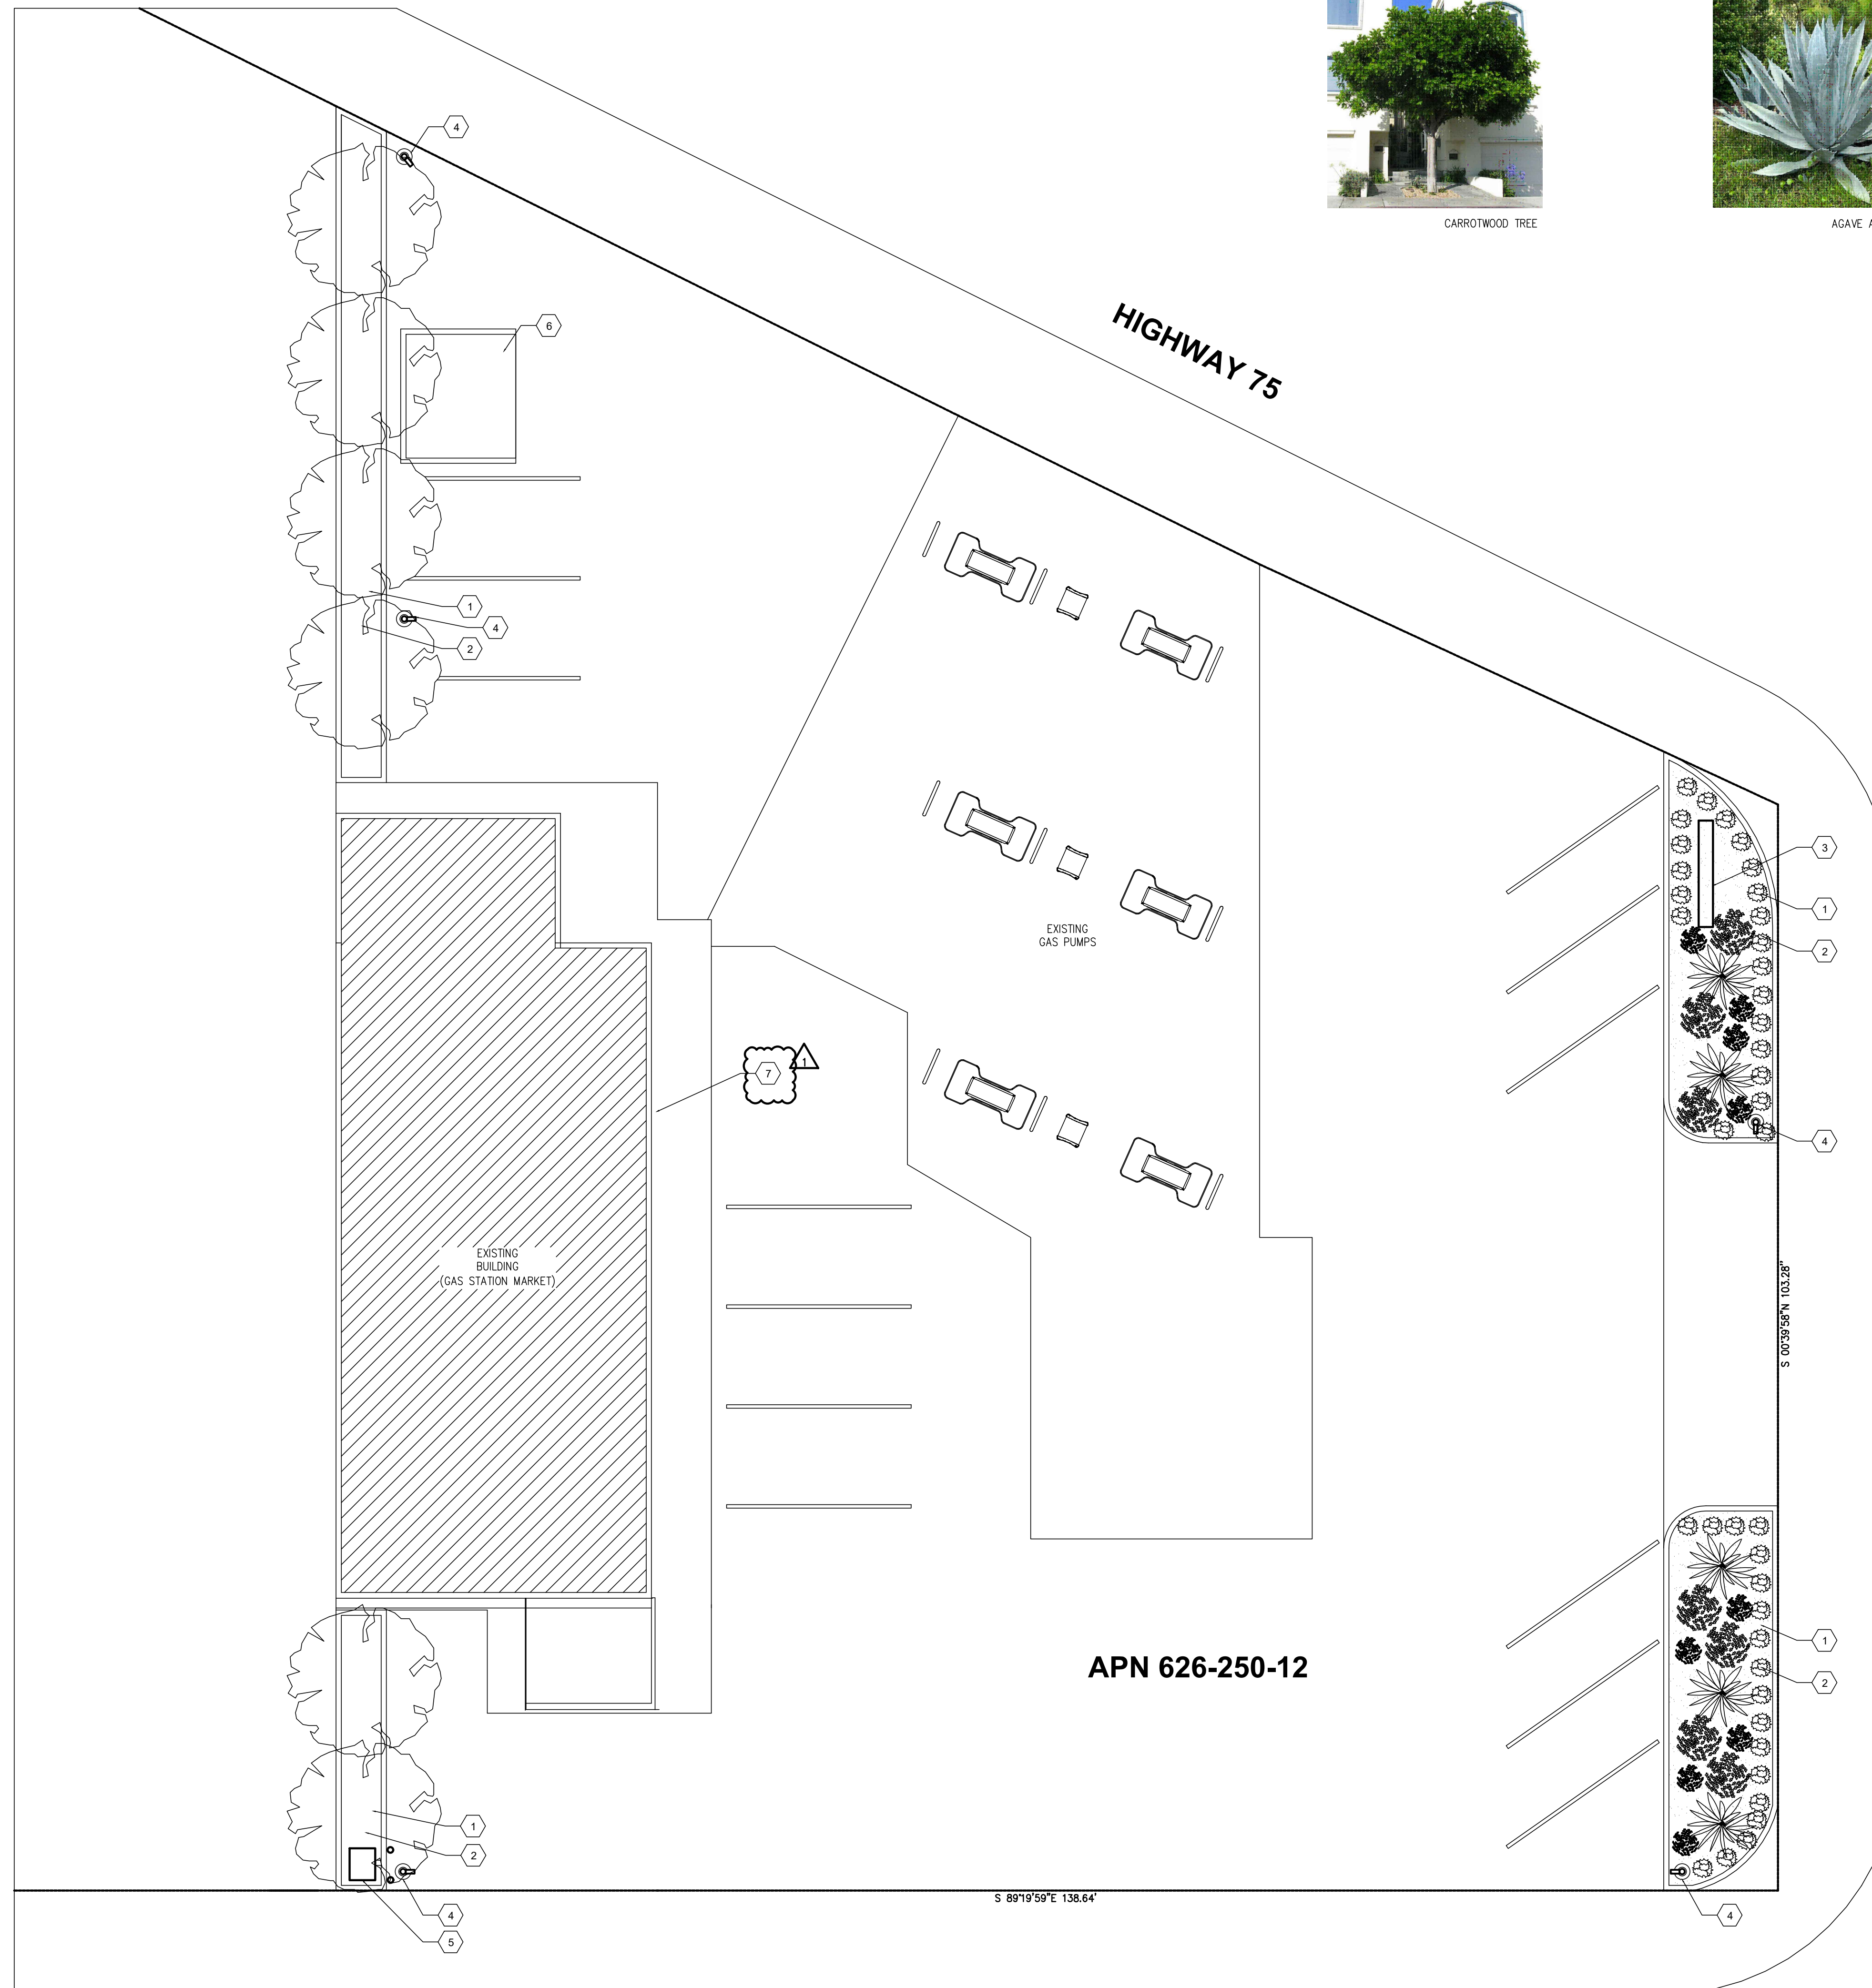 CARROTWOOD TREE
AGAVE A
4
HIGHWAY 75
6
1
4
2
3
1
EXISTING
GAS PUMPS
2
1
7
4
EXISTING
BUILDING
(GAS STATION MARKET)
S 00°39'58"N 103.28"
1
APN 626-250-12
2
1
2
S 89°19'59"E 138.64'
4
4
5